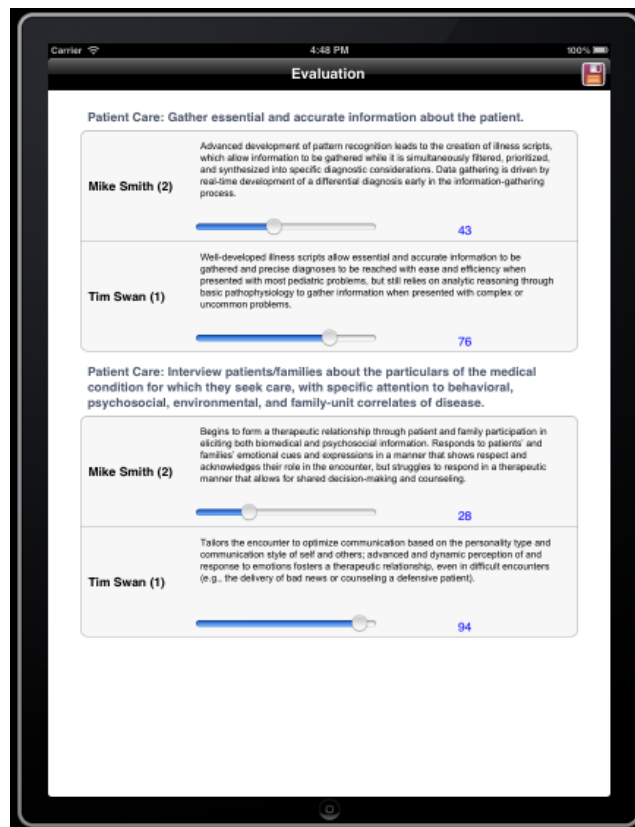 Carrier 4:48 PM 100%
Evaluation
Patient Care: Gather essential and accurate information about the patient.
Advanced development of pattern recognition leads to the creation of illness scripts,
which allow information to be gathered while it is simultaneously filtered, prioritized,
and synthesized into specific diagnostic considerations. Data gathering is driven by
real-time development of a differential diagnosis early in the information-gathering
process.
Mike Smith (2)
43
Well-developed illness scripts allow essential and accurate information to be
gathered and precise diagnoses to be reached with ease and efficiency when
presented with most pediatric problems, but still relies on analytic reasoning through
basic pathophysiology to gather information when presented with complex or
uncommon problems.
Tim Swan (1)
76
Patient Care: Interview patients/families about the particulars of the medical
condition for which they seek care, with specific attention to behavioral,
psychosocial, environmental, and family-unit correlates of disease.
Begins to form a therapeutic relationship through patient and family participation in
eliciting both biomedical and psychosocial information. Responds to patients' and
families' emotional cues and expressions in a manner that shows respect and
acknowledges their role in the encounter, but struggles to respond in a therapeutic
manner that allows for shared decision-making and counseling.
Mike Smith (2)
28
Tailors the encounter to optimize communication based on the personality type and
communication style of self and others; advanced and dynamic perception of and
response to emotions fosters a therapeutic relationship, even in difficult encounters
(e.g., the delivery of bad news or counseling a defensive patient).
Tim Swan (1)
94